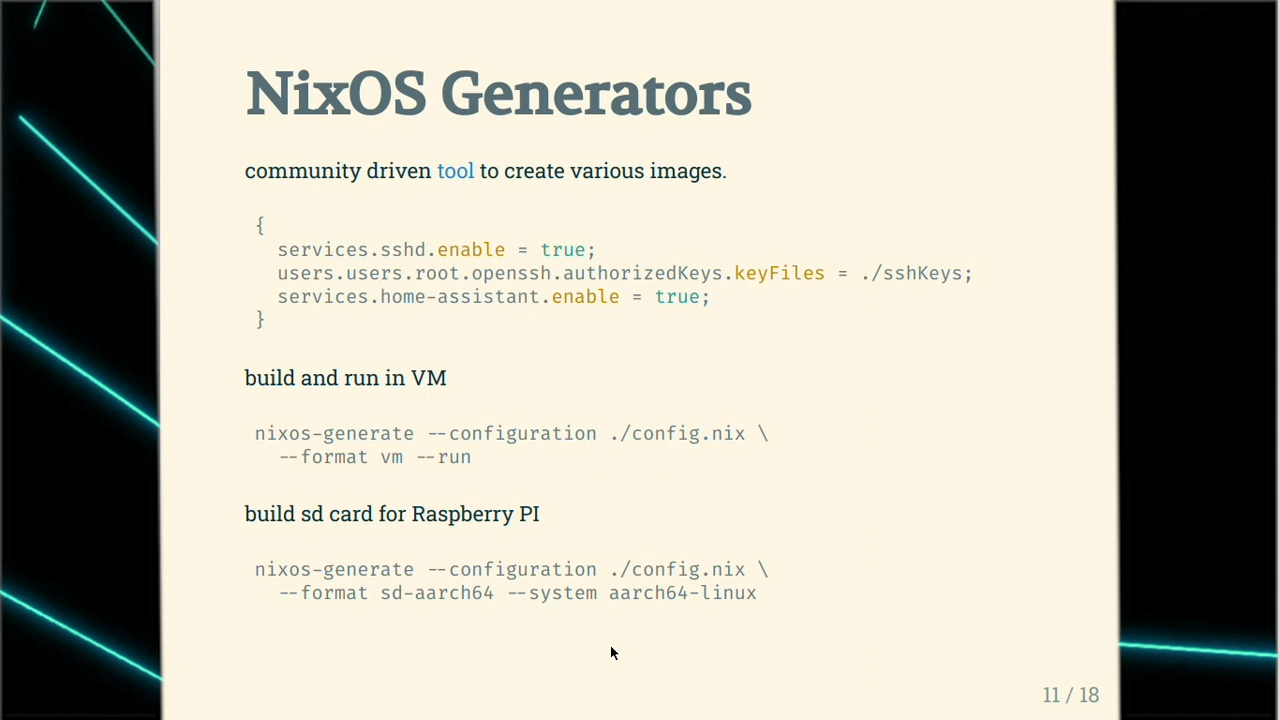 NixOS Generators
community driven tool to create various images.
{
  services.sshd.enable = true;
  users.users.root.openssh.authorizedKeys.keyFiles = ./sshKeys;
  services.home-assistant.enable = true;
}
build and run in VM
nixos-generate --configuration ./config.nix \
  --format vm --run
build sd card for Raspberry PI
nixos-generate --configuration ./config.nix \
  --format sd-aarch64 --system aarch64-linux
11 / 18